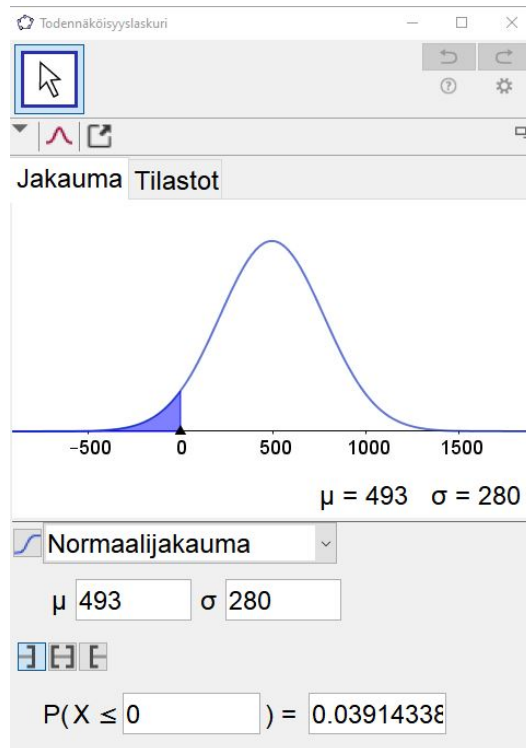 Todennäköisyyslaskuri
Jakauma Tilastot
-500 0 500 1000 1500
μ = 493 σ = 280
Normaalijakauma
μ 493 σ 280
P( X ≤ 0 ) = 0.03914338